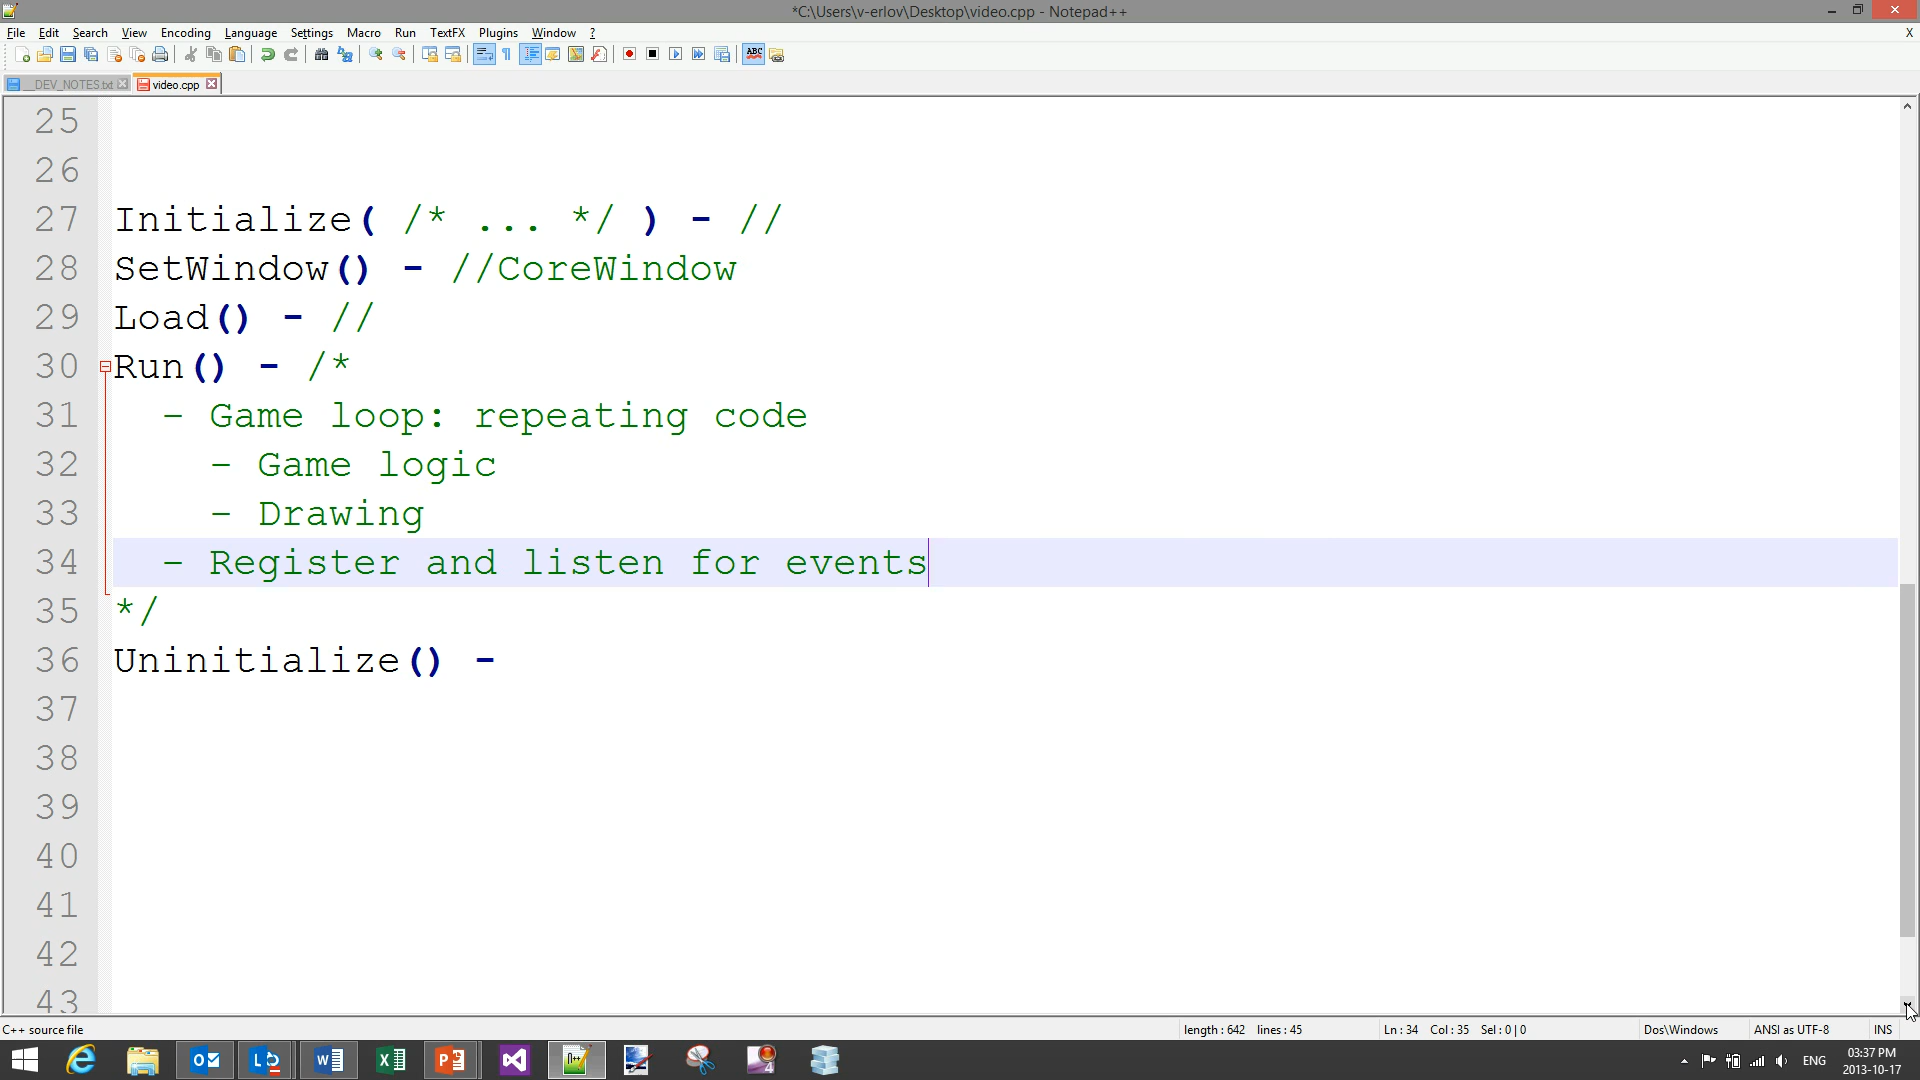 *C:\Users\v-erlov\Desktop\video.cpp - Notepad++
File Edit Search View Encoding Language Settings Macro Run TextFX Plugins Window ? X
ABC
__DEV_NOTES.txt video.cpp
25
26
27 Initialize( /* ... */ ) - //
28 SetWindow() - //CoreWindow
29 Load() - //
30 Run() - /*
31 - Game loop: repeating code
32 - Game logic
33 - Drawing
34 - Register and listen for events
35 */
36 Uninitialize() -
37
38
39
40
41
42
43
C++ source file length : 642 lines : 45 Ln : 34 Col : 35 Sel : 0 | 0 Dos\Windows ANSI as UTF-8 INS
ENG 03:37 PM
2013-10-17